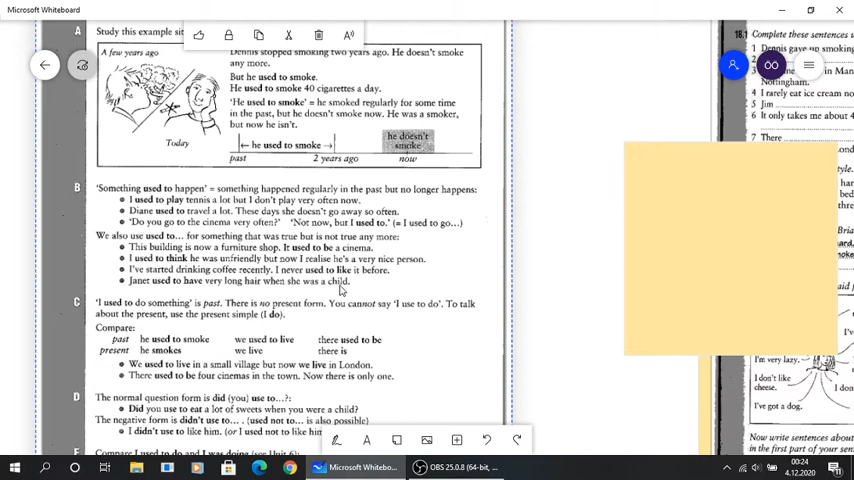 Microsoft Whiteboard
A
Study this example sit
A few years ago
Today
Dennis stopped smoking two years ago. He doesn't smoke
any more.
But he used to smoke.
He used to smoke 40 cigarettes a day.
'He used to smoke' = he smoked regularly for some time
in the past, but he doesn't smoke now. He was a smoker,
but now he isn't.
← he used to smoke →
he doesn't
smoke
past
2 years ago
now
B
'Something used to happen' = something happened regularly in the past but no longer happens:
● I used to play tennis a lot but I don't play very often now.
● Diane used to travel a lot. These days she doesn't go away so often.
● 'Do you go to the cinema very often?' 'Not now, but I used to.' (= I used to go...)
We also use used to... for something that was true but is not true any more:
● This building is now a furniture shop. It used to be a cinema.
● I used to think he was unfriendly but now I realise he's a very nice person.
● I've started drinking coffee recently. I never used to like it before.
● Janet used to have very long hair when she was a child.
C
'I used to do something' is past. There is no present form. You cannot say 'I use to do'. To talk
about the present, use the present simple (I do).
Compare:
past he used to smoke we used to live there used to be
present he smokes we live there is
● We used to live in a small village but now we live in London.
● There used to be four cinemas in the town. Now there is only one.
D
The normal question form is did (you) use to...?:
● Did you use to eat a lot of sweets when you were a child?
The negative form is didn't use to... . (used not to... is also possible)
● I didn't use to like him. (or I used not to like him
Compare I used to do and I was doing (see Unit 6):
18.1
Complete these sentences
1 Dennis gave up smoking
2
3
in Man
Nottingham.
4 I rarely eat ice cream no
5 Jim
6 It only takes me about 4
7 There
I'm very lazy.
I don't like
cheese.
I've got a dog.
I've
I don
Now write sentences about
in the first part of your sen
ÖÖ
Microsoft Whitebo...
OBS 25.0.8 (64-bit, ...
00:24
4.12.2020